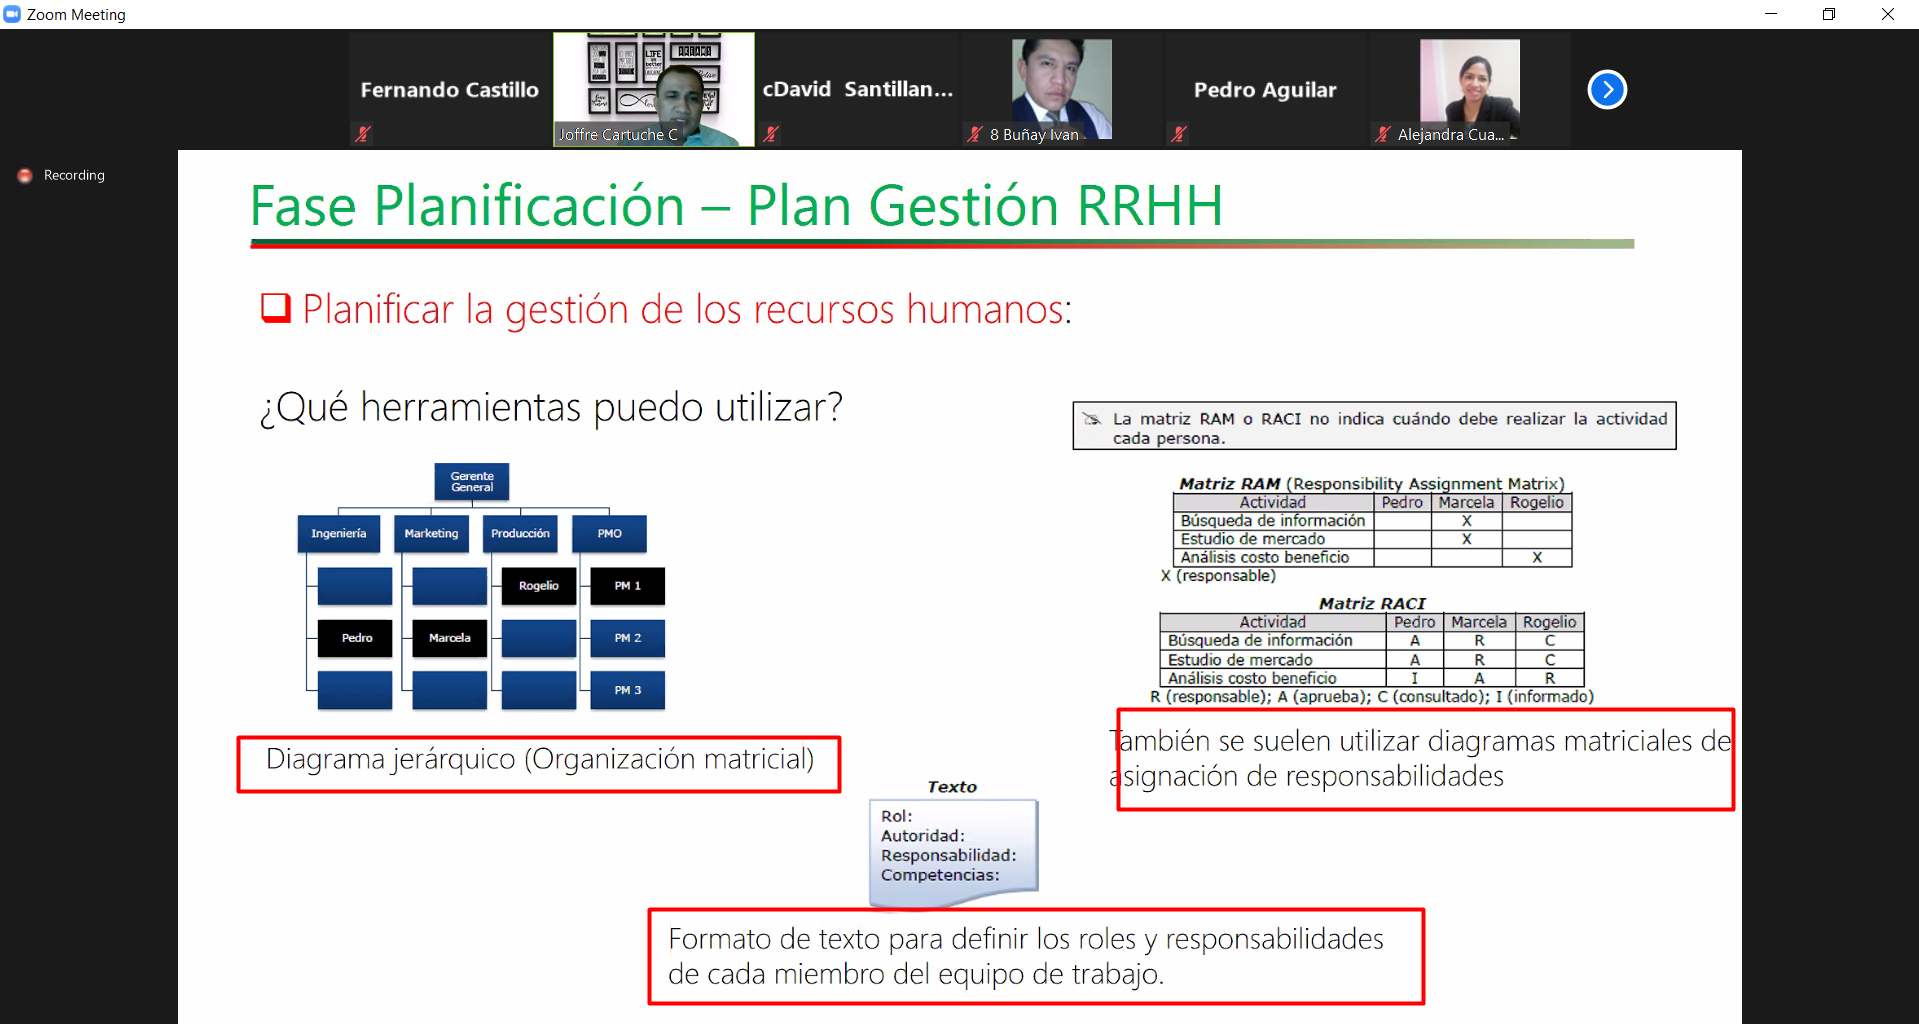 Zoom Meeting
Fernando Castillo
Joffre Cartuche C
cDavid Santillan...
8 Buñay Ivan
Pedro Aguilar
Alejandra Cua...
Recording
Fase Planificación – Plan Gestión RRHH
Planificar la gestión de los recursos humanos:
¿Qué herramientas puedo utilizar?
La matriz RAM o RACI no indica cuándo debe realizar la actividad
cada persona.
Gerente
General
Ingeniería Marketing Producción PMO
Rogelio PM 1
Pedro Marcela PM 2
PM 3
Diagrama jerárquico (Organización matricial)
Matriz RAM (Responsibility Assignment Matrix)
Actividad Pedro Marcela Rogelio
Búsqueda de información X
Estudio de mercado X
Análisis costo beneficio X
X (responsable)
Matriz RACI
Actividad Pedro Marcela Rogelio
Búsqueda de información A R C
Estudio de mercado A R C
Análisis costo beneficio I A R
R (responsable); A (aprueba); C (consultado); I (informado)
También se suelen utilizar diagramas matriciales de
asignación de responsabilidades
Texto
Rol:
Autoridad:
Responsabilidad:
Competencias:
Formato de texto para definir los roles y responsabilidades
de cada miembro del equipo de trabajo.